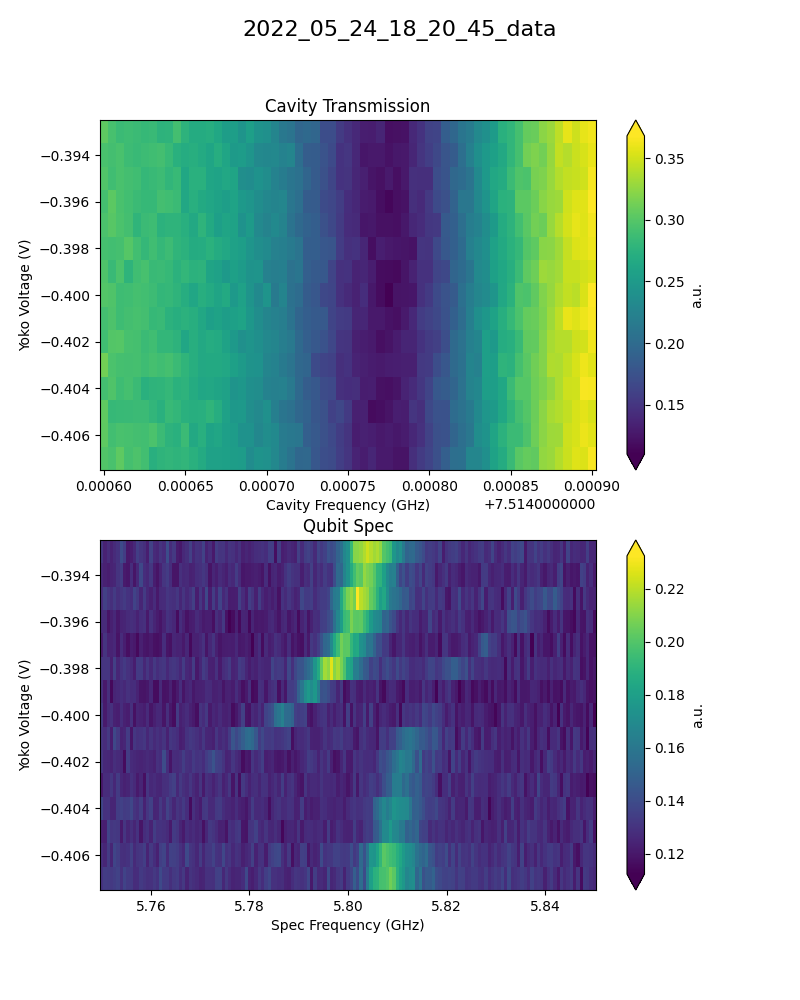 2022_05_24_18_20_45_data
Cavity Transmission
Yoko Voltage (V)
−0.394
−0.396
−0.398
−0.400
−0.402
−0.404
−0.406
0.00060 0.00065 0.00070 0.00075 0.00080 0.00085 0.00090
Cavity Frequency (GHz)
+7.5140000000
0.35
0.30
0.25
0.20
0.15
a.u.
Qubit Spec
Yoko Voltage (V)
−0.394
−0.396
−0.398
−0.400
−0.402
−0.404
−0.406
5.76 5.78 5.80 5.82 5.84
Spec Frequency (GHz)
0.22
0.20
0.18
0.16
0.14
0.12
a.u.